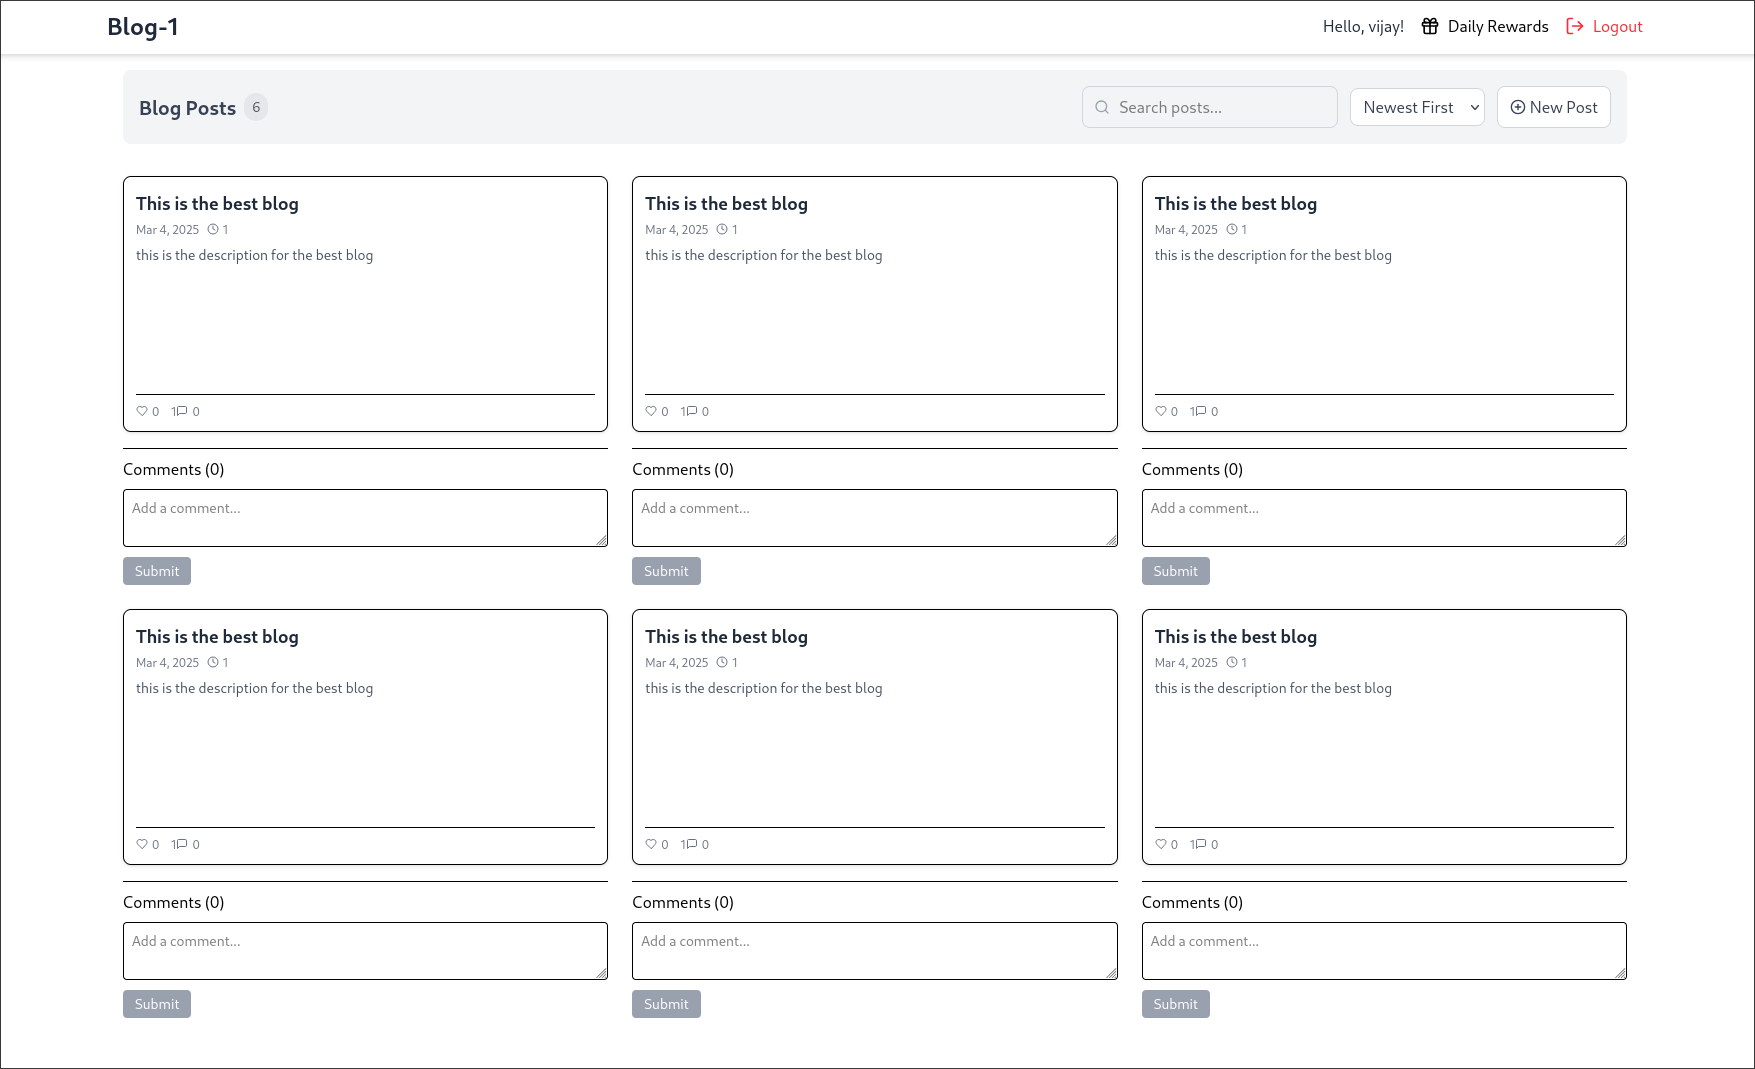 Blog-1 Hello, vijay! Daily Rewards Logout
Blog Posts 6 Search posts... Newest First New Post
This is the best blog
Mar 4, 2025 1
this is the description for the best blog
0 1 0
Comments (0)
Add a comment...
Submit
This is the best blog
Mar 4, 2025 1
this is the description for the best blog
0 1 0
Comments (0)
Add a comment...
Submit
This is the best blog
Mar 4, 2025 1
this is the description for the best blog
0 1 0
Comments (0)
Add a comment...
Submit
This is the best blog
Mar 4, 2025 1
this is the description for the best blog
0 1 0
Comments (0)
Add a comment...
Submit
This is the best blog
Mar 4, 2025 1
this is the description for the best blog
0 1 0
Comments (0)
Add a comment...
Submit
This is the best blog
Mar 4, 2025 1
this is the description for the best blog
0 1 0
Comments (0)
Add a comment...
Submit